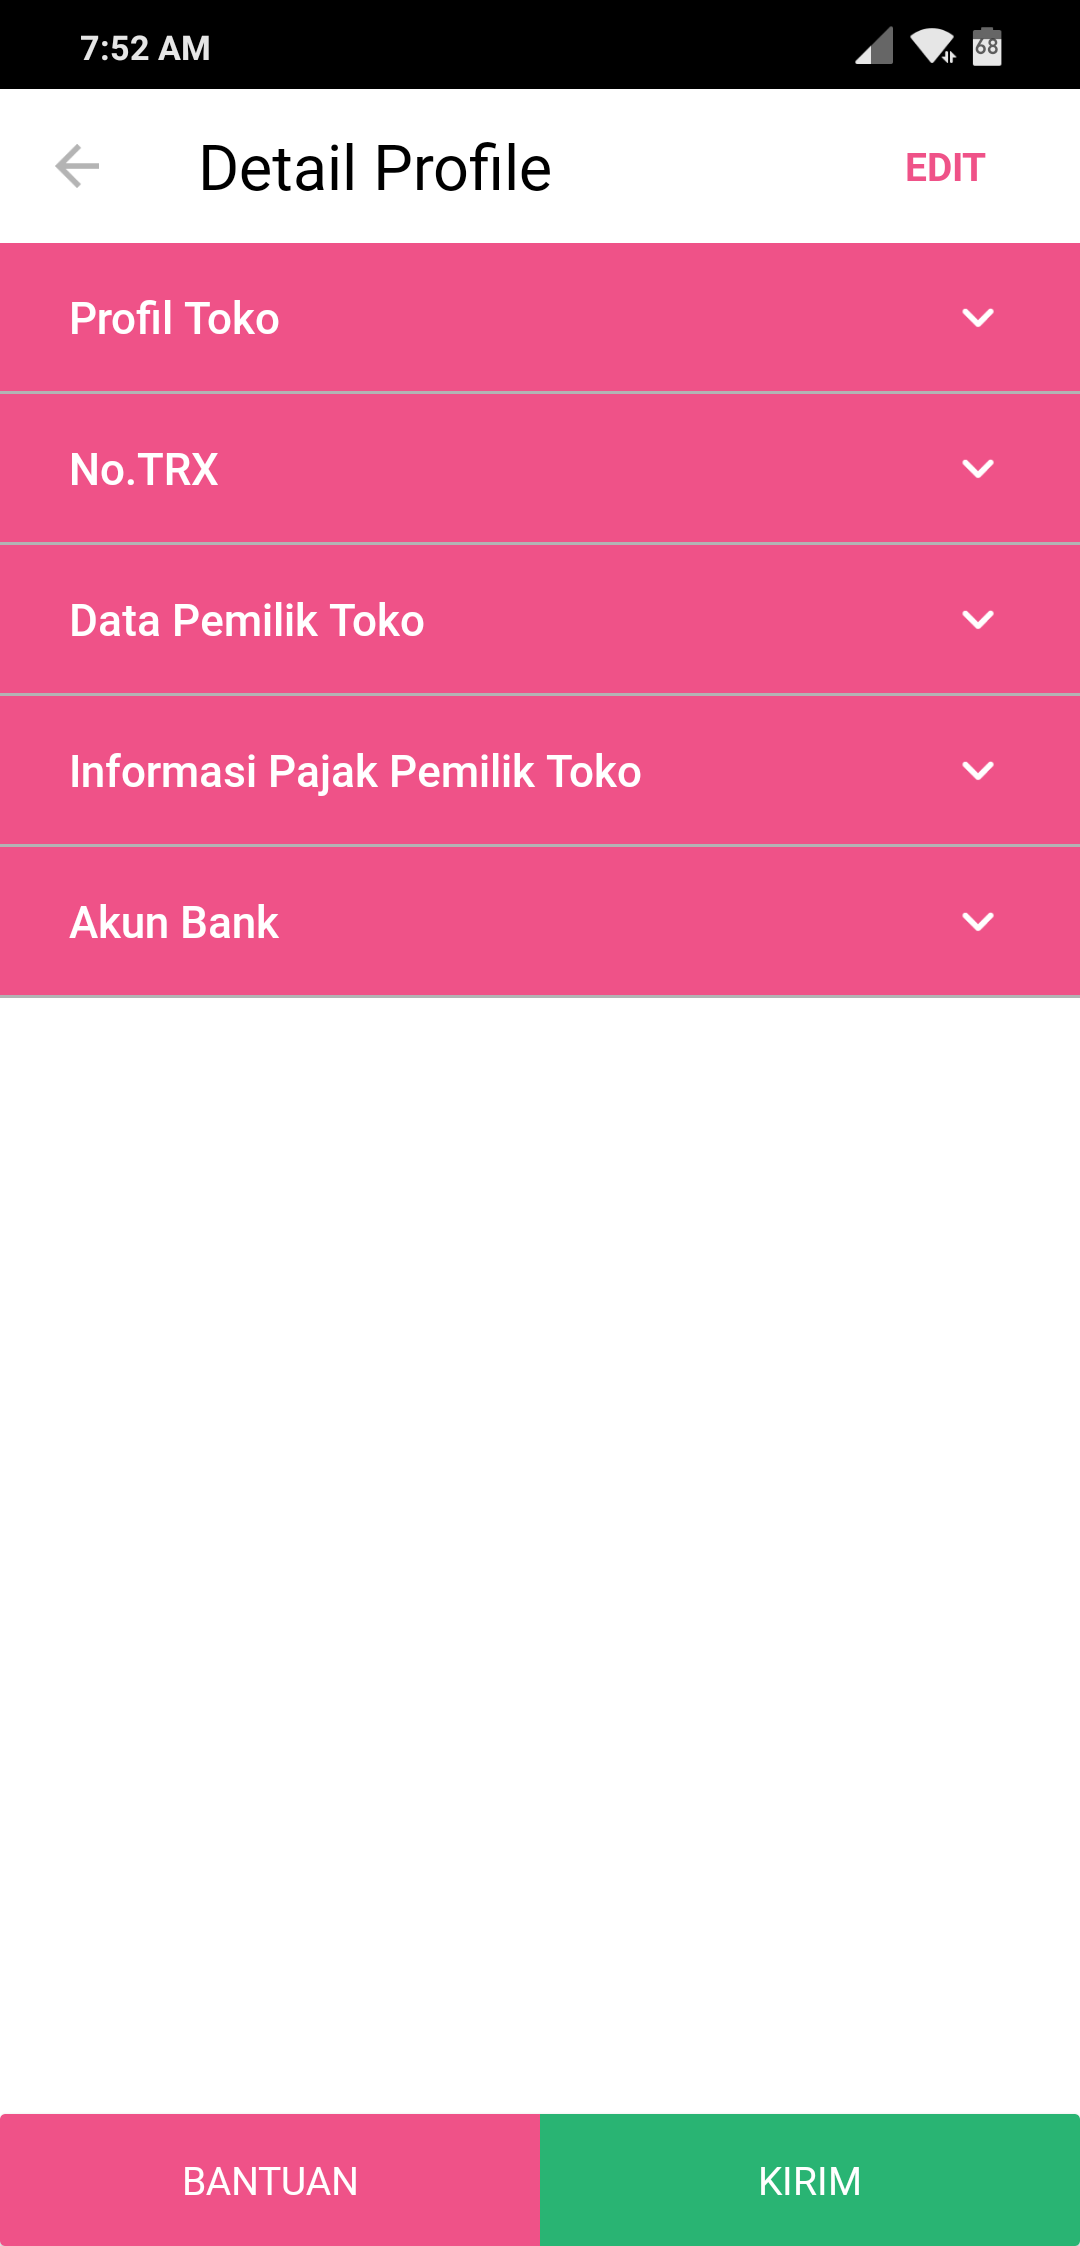 7:52 AM
68
Detail Profile
EDIT
Profil Toko
No.TRX
Data Pemilik Toko
Informasi Pajak Pemilik Toko
Akun Bank
BANTUAN
KIRIM